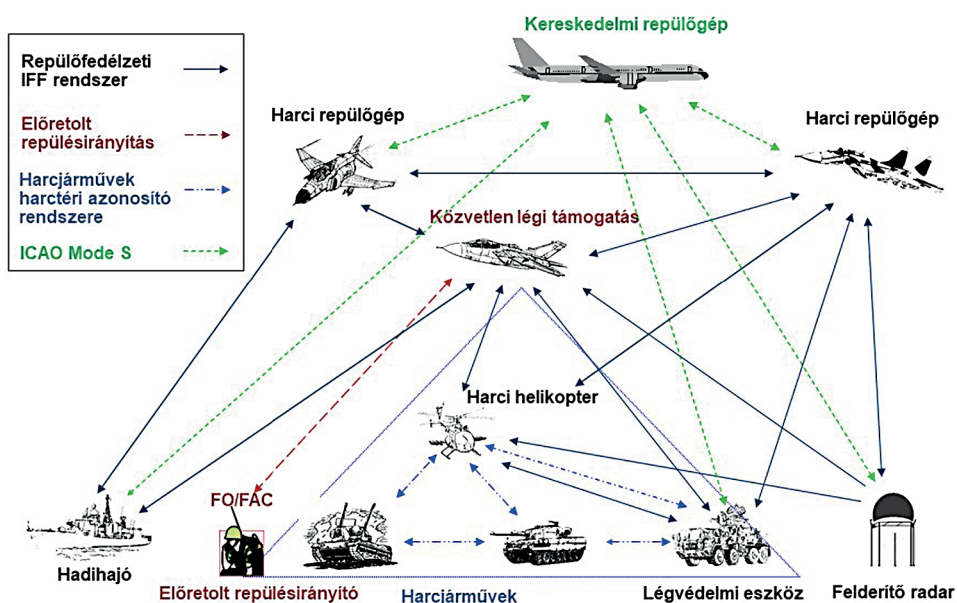 Kereskedelmi repülőgép
Repülőfedélzeti
IFF rendszer
Előretolt
repülésirányítás
Harcjárművek
harctéri azonosító
rendszere
ICAO Mode S
Harci repülőgép
Harci repülőgép
Közvetlen légi támogatás
Harci helikopter
FO/FAC
Hadihajó
Előretolt repülésirányító
Harcjárművek
Légvédelmi eszköz
Felderítő radar